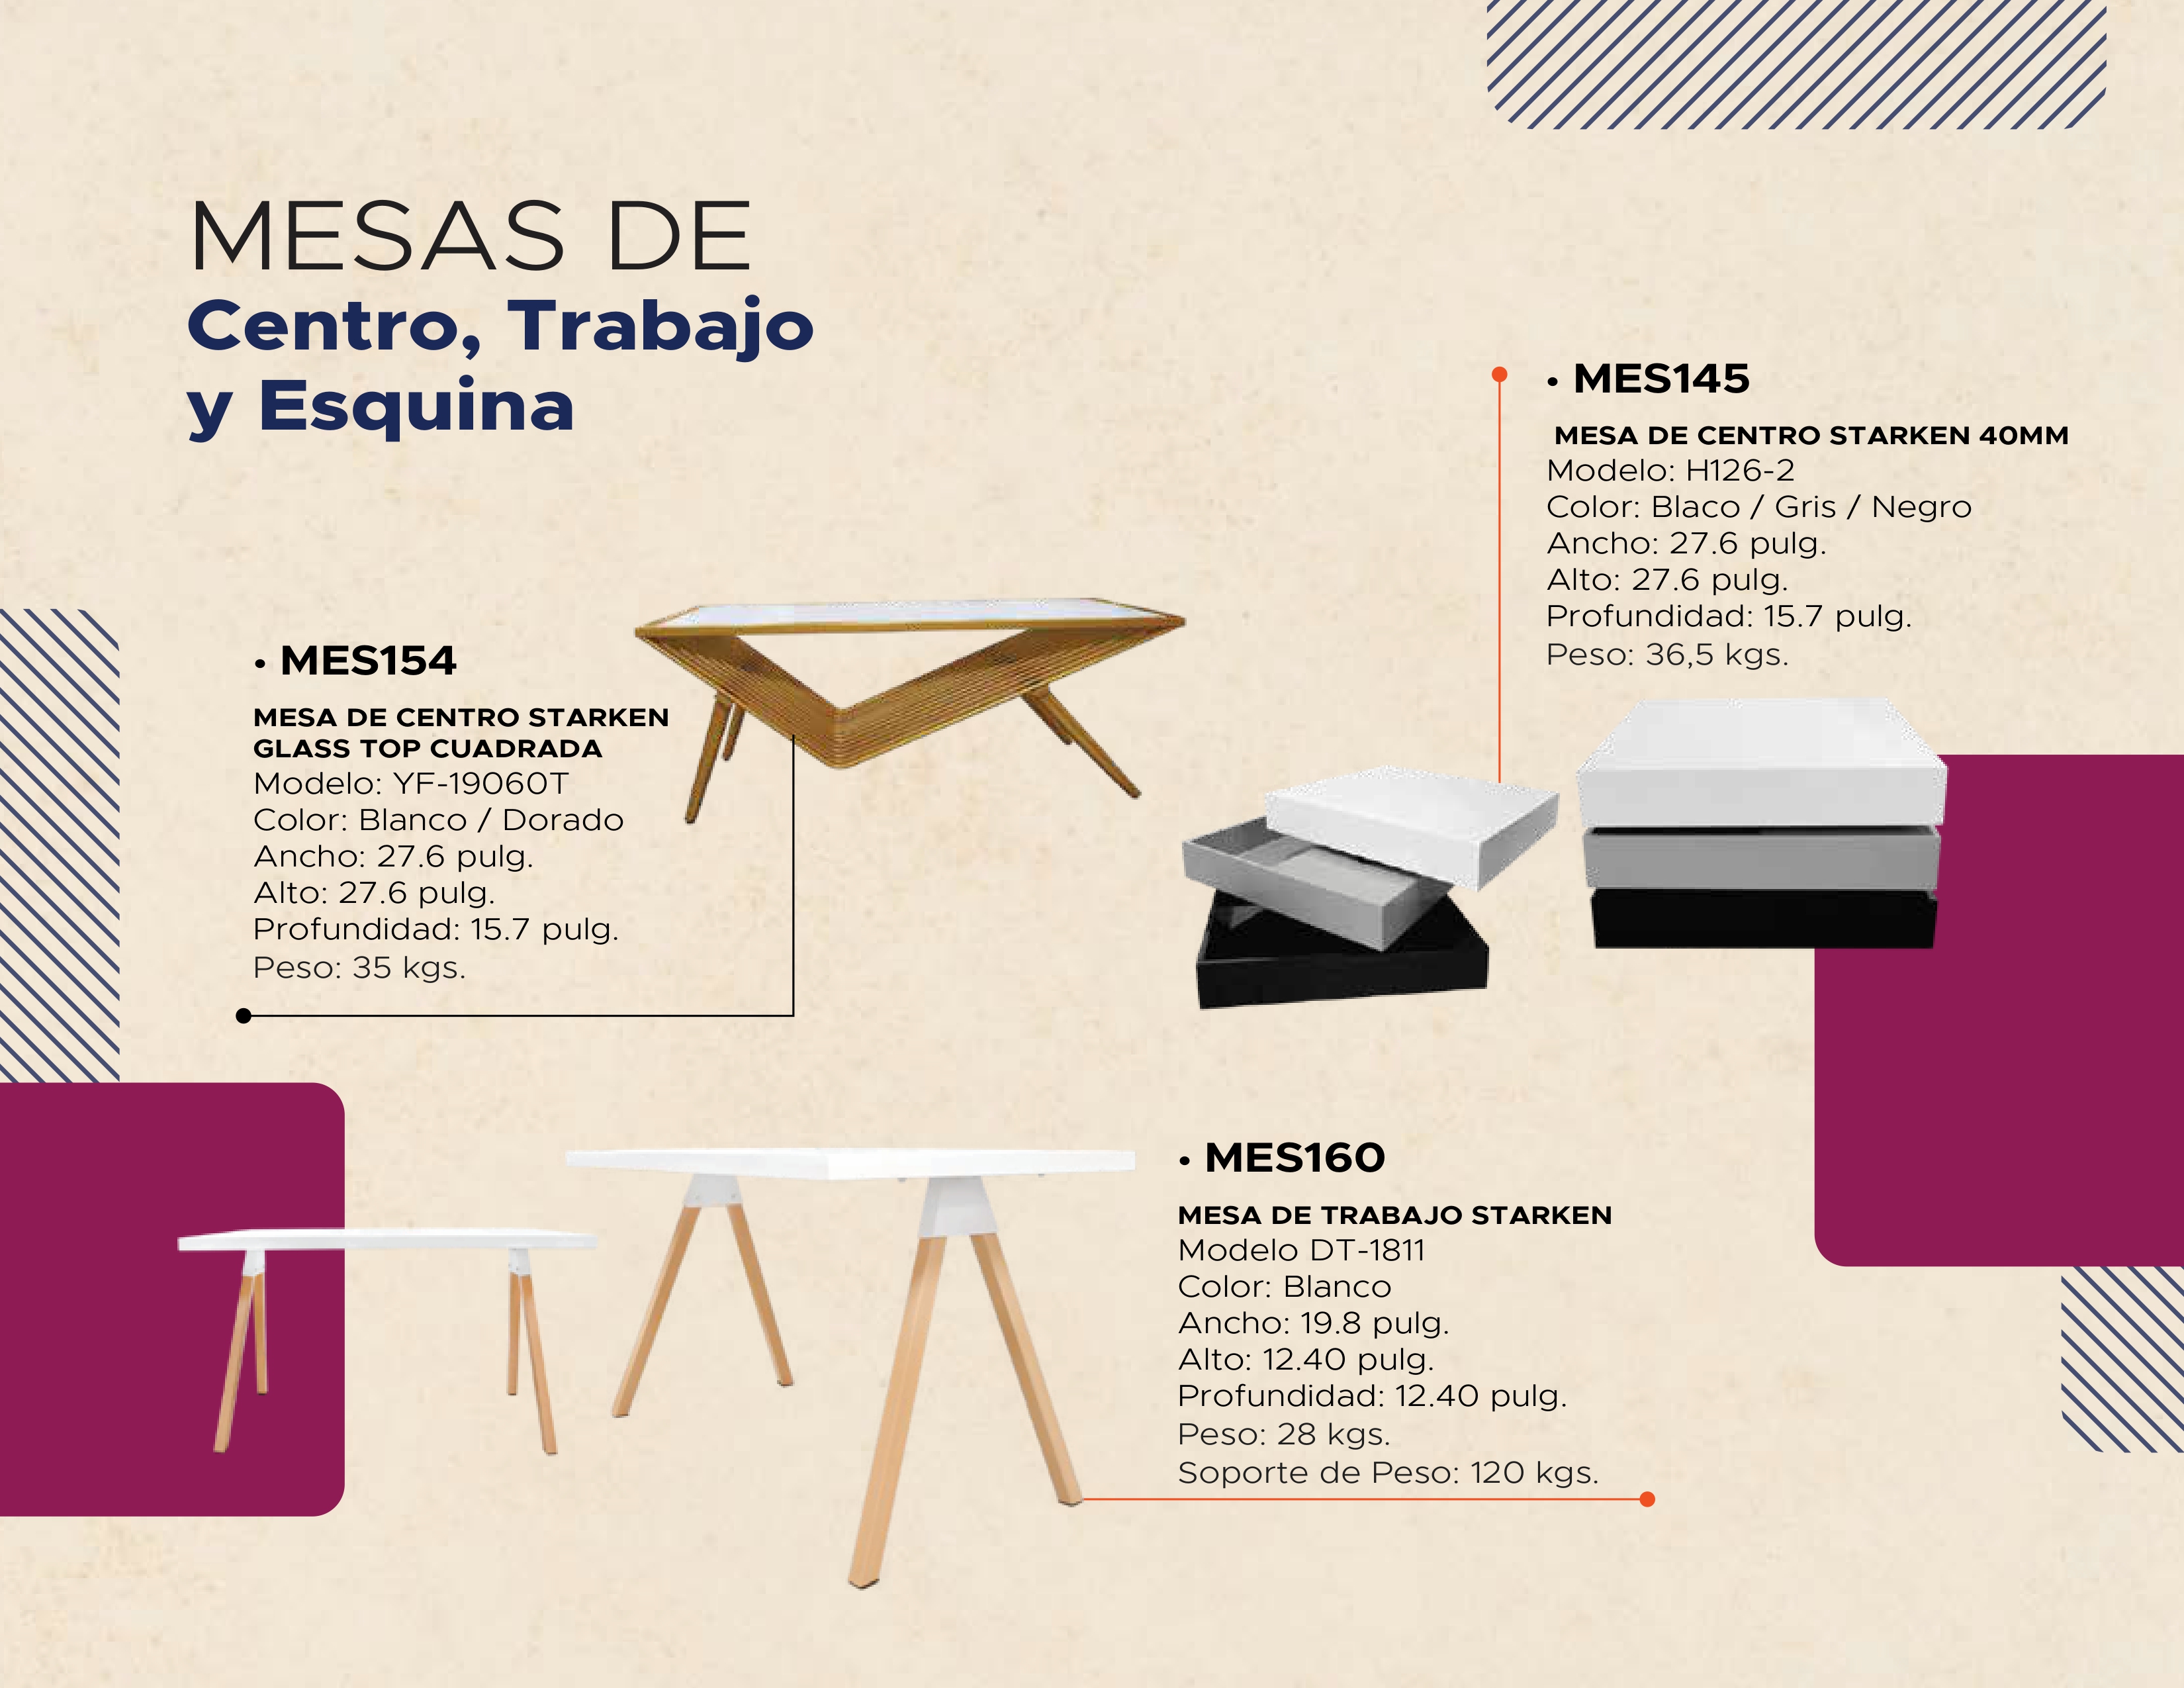 MESAS DE
Centro, Trabajo
y Esquina
• MES145
MESA DE CENTRO STARKEN 40MM
Modelo: H126-2
Color: Blaco / Gris / Negro
Ancho: 27.6 pulg.
Alto: 27.6 pulg.
Profundidad: 15.7 pulg.
Peso: 36,5 kgs.
• MES154
MESA DE CENTRO STARKEN
GLASS TOP CUADRADA
Modelo: YF-19060T
Color: Blanco / Dorado
Ancho: 27.6 pulg.
Alto: 27.6 pulg.
Profundidad: 15.7 pulg.
Peso: 35 kgs.
• MES160
MESA DE TRABAJO STARKEN
Modelo DT-1811
Color: Blanco
Ancho: 19.8 pulg.
Alto: 12.40 pulg.
Profundidad: 12.40 pulg.
Peso: 28 kgs.
Soporte de Peso: 120 kgs.